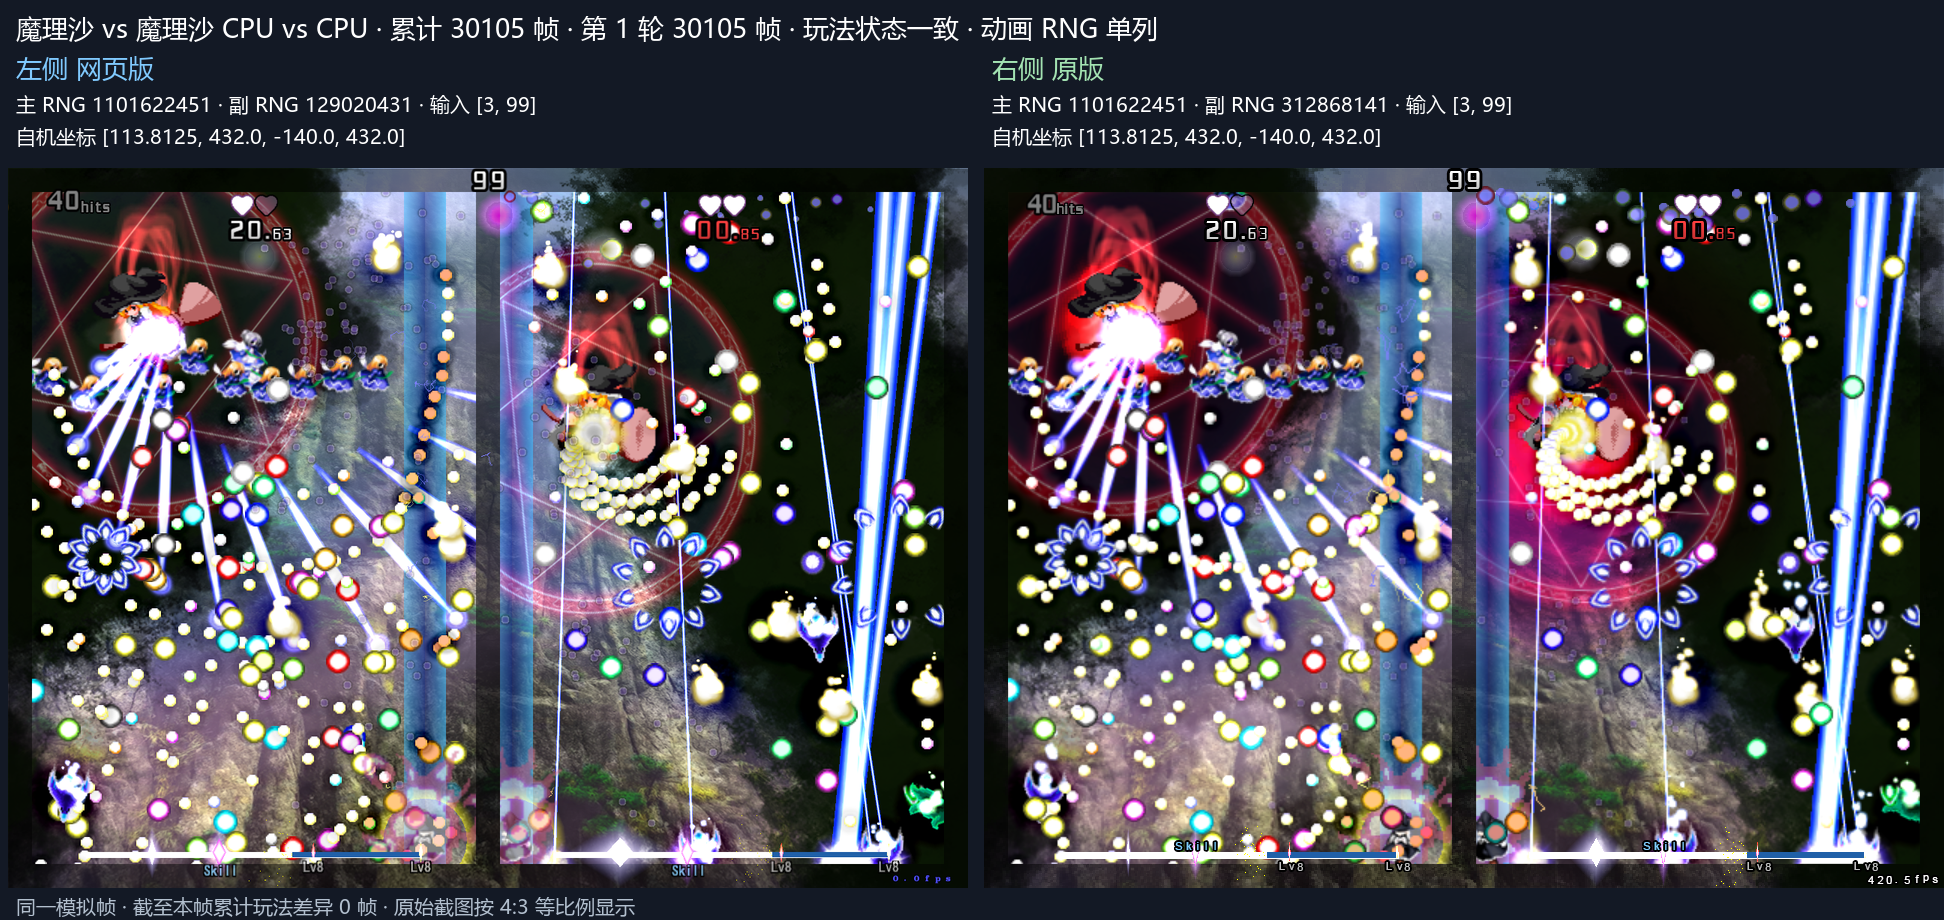 魔理沙 vs 魔理沙 CPU vs CPU · 累计 30105 帧 · 第 1 轮 30105 帧 · 玩法状态一致 · 动画 RNG 单列
左侧 网页版
主 RNG 1101622451 · 副 RNG 129020431 · 输入 [3, 99]
自机坐标 [113.8125, 432.0, -140.0, 432.0]
右侧 原版
主 RNG 1101622451 · 副 RNG 312868141 · 输入 [3, 99]
自机坐标 [113.8125, 432.0, -140.0, 432.0]
99
40hits
20.63
00.85
Skill
Lv8
Lv8
Skill
Lv8
Lv8
0.0fps
99
40hits
20.63
00.85
Skill
Lv8
Lv8
Skill
Lv8
Lv8
420.5fps
同一模拟帧 · 截至本帧累计玩法差异 0 帧 · 原始截图按 4:3 等比例显示